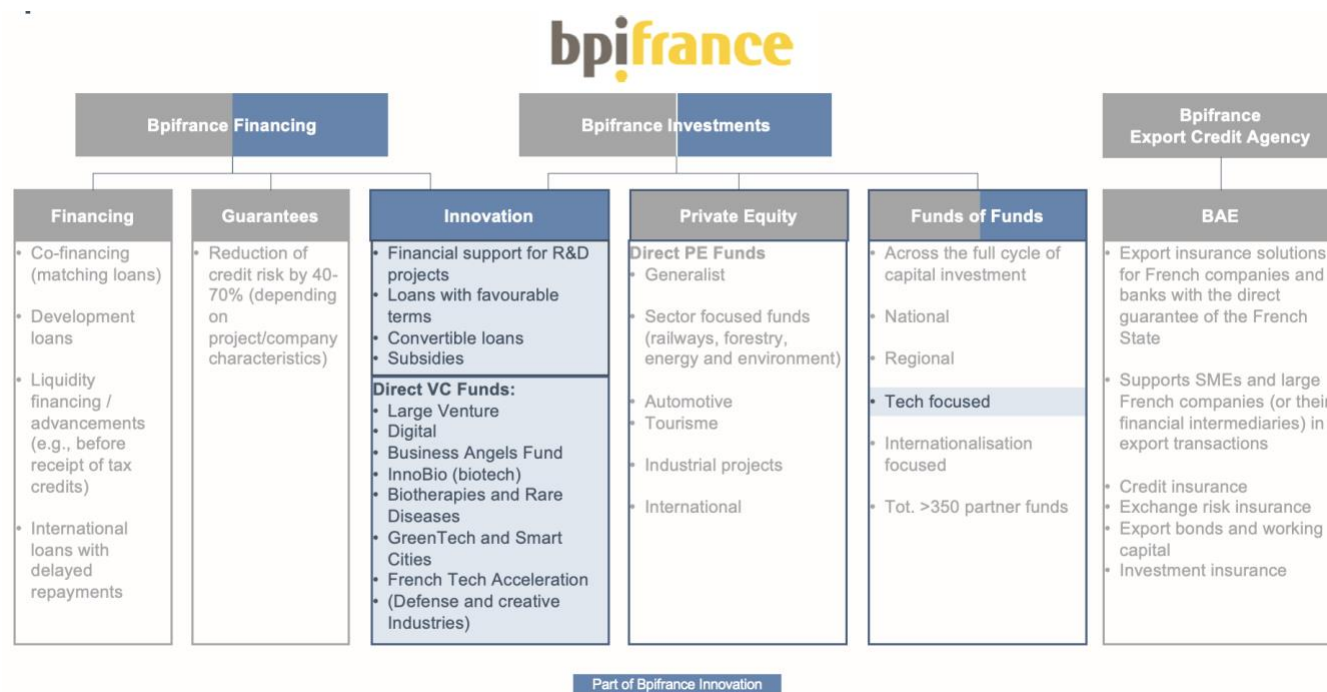 bpifrance
Bpifrance Financing
Bpifrance Investments
Bpifrance
Export Credit Agency
Financing
• Co-financing
(matching loans)
• Development
loans
• Liquidity
financing /
advancements
(e.g., before
receipt of tax
credits)
• International
loans with
delayed
repayments
Guarantees
• Reduction of
credit risk by 40-
70% (depending
on
project/company
characteristics)
Innovation
• Financial support for R&D
projects
• Loans with favourable
terms
• Convertible loans
• Subsidies
Direct VC Funds:
• Large Venture
• Digital
• Business Angels Fund
• InnoBio (biotech)
• Biotherapies and Rare
Diseases
• GreenTech and Smart
Cities
• French Tech Acceleration
• (Defense and creative
Industries)
Private Equity
Direct PE Funds
• Generalist
• Sector focused funds
(railways, forestry,
energy and environment)
• Automotive
• Tourisme
• Industrial projects
• International
Funds of Funds
• Across the full cycle of
capital investment
• National
• Regional
• Tech focused
• Internationalisation
focused
• Tot. >350 partner funds
BAE
• Export insurance solutions
for French companies and
banks with the direct
guarantee of the French
State
• Supports SMEs and large
French companies (or their
financial intermediaries) in
export transactions
• Credit insurance
• Exchange risk insurance
• Export bonds and working
capital
• Investment insurance
Part of Bpifrance Innovation